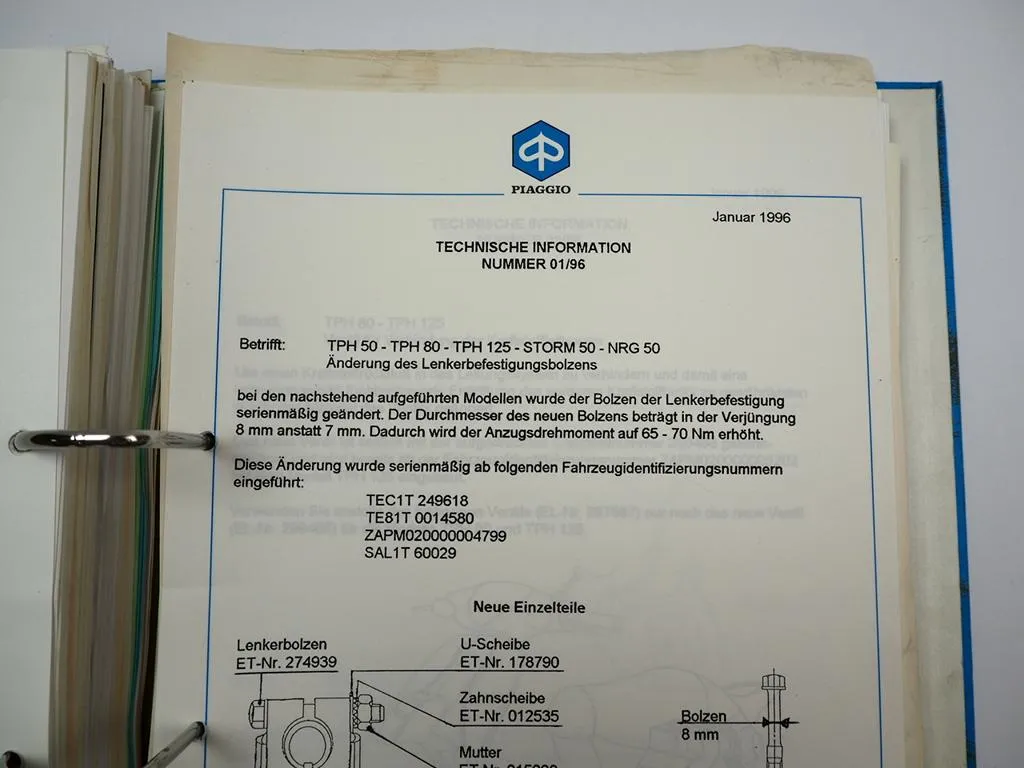 PIAGGIO
Januar 1996
TECHNISCHE INFORMATION
NUMMER 01/96
Betrifft: TPH 50 - TPH 80 - TPH 125 - STORM 50 - NRG 50
Änderung des Lenkerbefestigungsbolzens
bei den nachstehend aufgeführten Modellen wurde der Bolzen der Lenkerbefestigung
serienmäßig geändert. Der Durchmesser des neuen Bolzens beträgt in der Verjüngung
8 mm anstatt 7 mm. Dadurch wird der Anzugsdrehmoment auf 65 - 70 Nm erhöht.
Diese Änderung wurde serienmäßig ab folgenden Fahrzeugidentifizierungsnummern
eingeführt:
TEC1T 249618
TE81T 0014580
ZAPM020000004799
SAL1T 60029
Neue Einzelteile
Lenkerbolzen
ET-Nr. 274939
U-Scheibe
ET-Nr. 178790
Zahnscheibe
ET-Nr. 012535
Bolzen
8 mm
Mutter
ET-Nr.